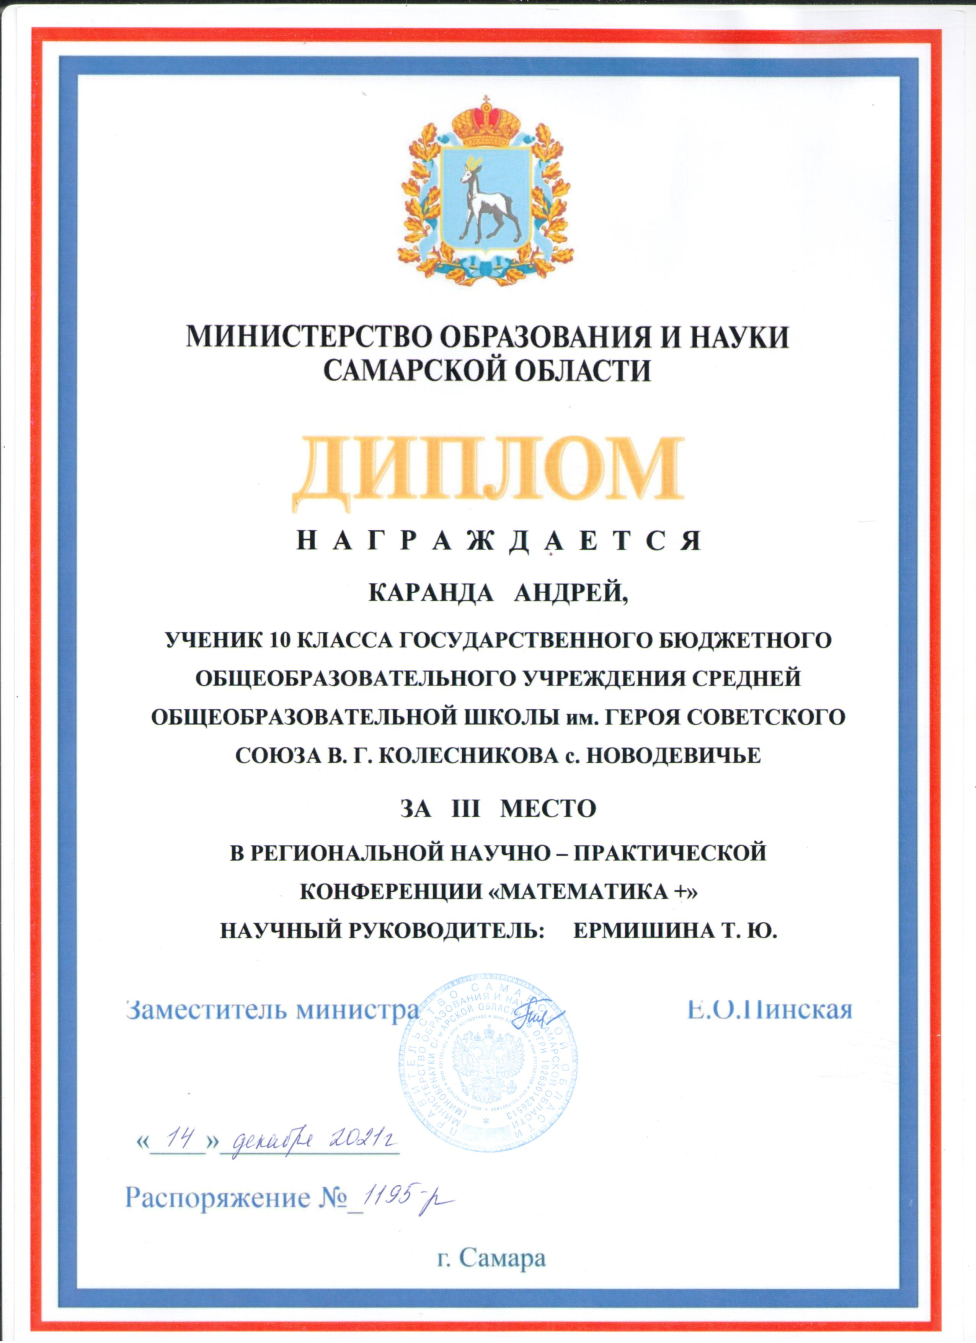 МИНИСТЕРСТВО ОБРАЗОВАНИЯ И НАУКИ
САМАРСКОЙ ОБЛАСТИ
ДИПЛОМ
НАГРАЖДАЕТСЯ
КАРАНДА АНДРЕЙ,
УЧЕНИК 10 КЛАССА ГОСУДАРСТВЕННОГО БЮДЖЕТНОГО
ОБЩЕОБРАЗОВАТЕЛЬНОГО УЧРЕЖДЕНИЯ СРЕДНЕЙ
ОБЩЕОБРАЗОВАТЕЛЬНОЙ ШКОЛЫ им. ГЕРОЯ СОВЕТСКОГО
СОЮЗА В. Г. КОЛЕСНИКОВА с. НОВОДЕВИЧЬЕ
ЗА III МЕСТО
В РЕГИОНАЛЬНОЙ НАУЧНО – ПРАКТИЧЕСКОЙ
КОНФЕРЕНЦИИ «МАТЕМАТИКА +»
НАУЧНЫЙ РУКОВОДИТЕЛЬ: ЕРМИШИНА Т. Ю.
Заместитель министра Е.О.Пинская
«14» декабря 2021г
Распоряжение №_1195-р
г. Самара